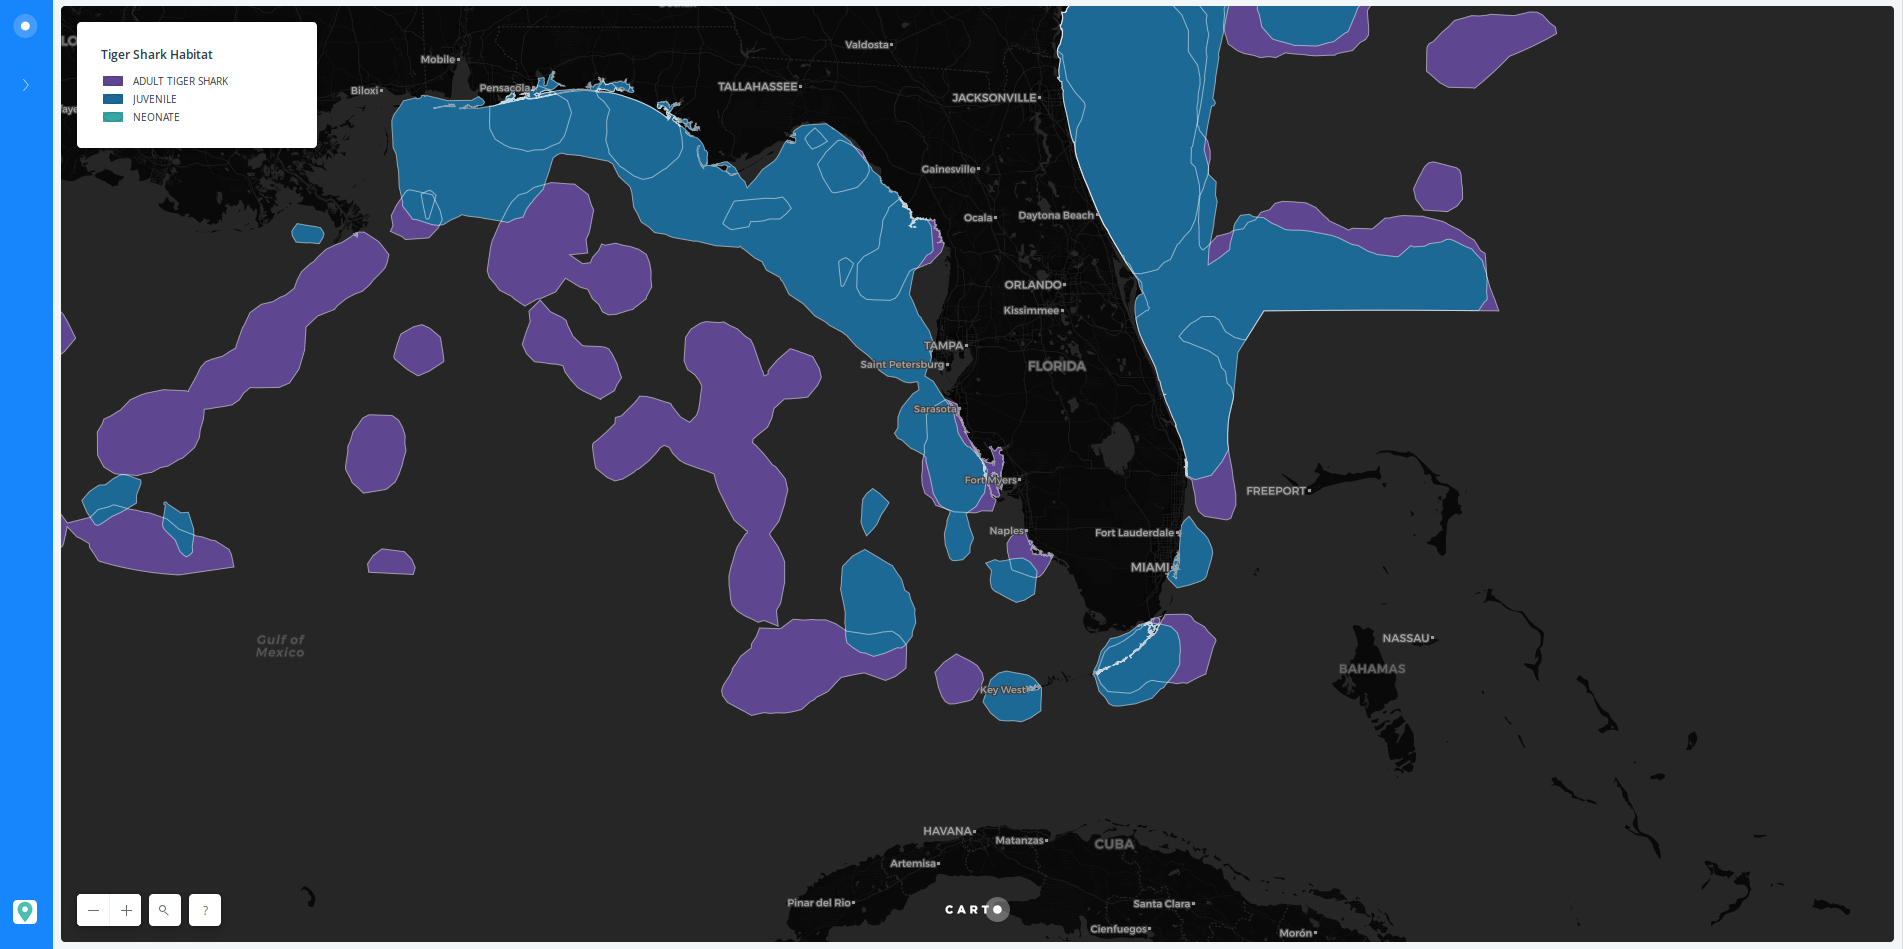 Tiger Shark Habitat
ADULT TIGER SHARK
JUVENILE
NEONATE
Mobile
Biloxi
Pensacola
Valdosta
TALLAHASSEE
JACKSONVILLE
Gainesville
Ocala
Daytona Beach
ORLANDO
Kissimmee
TAMPA
Saint Petersburg
FLORIDA
Sarasota
Fort Myers
FREEPORT
Naples
Fort Lauderdale
MIAMI
Gulf of
Mexico
NASSAU
BAHAMAS
Key West
HAVANA
Matanzas
CUBA
Artemisa
Pinar del Rio
Santa Clara
Cienfuegos
Morón
CARTO
?